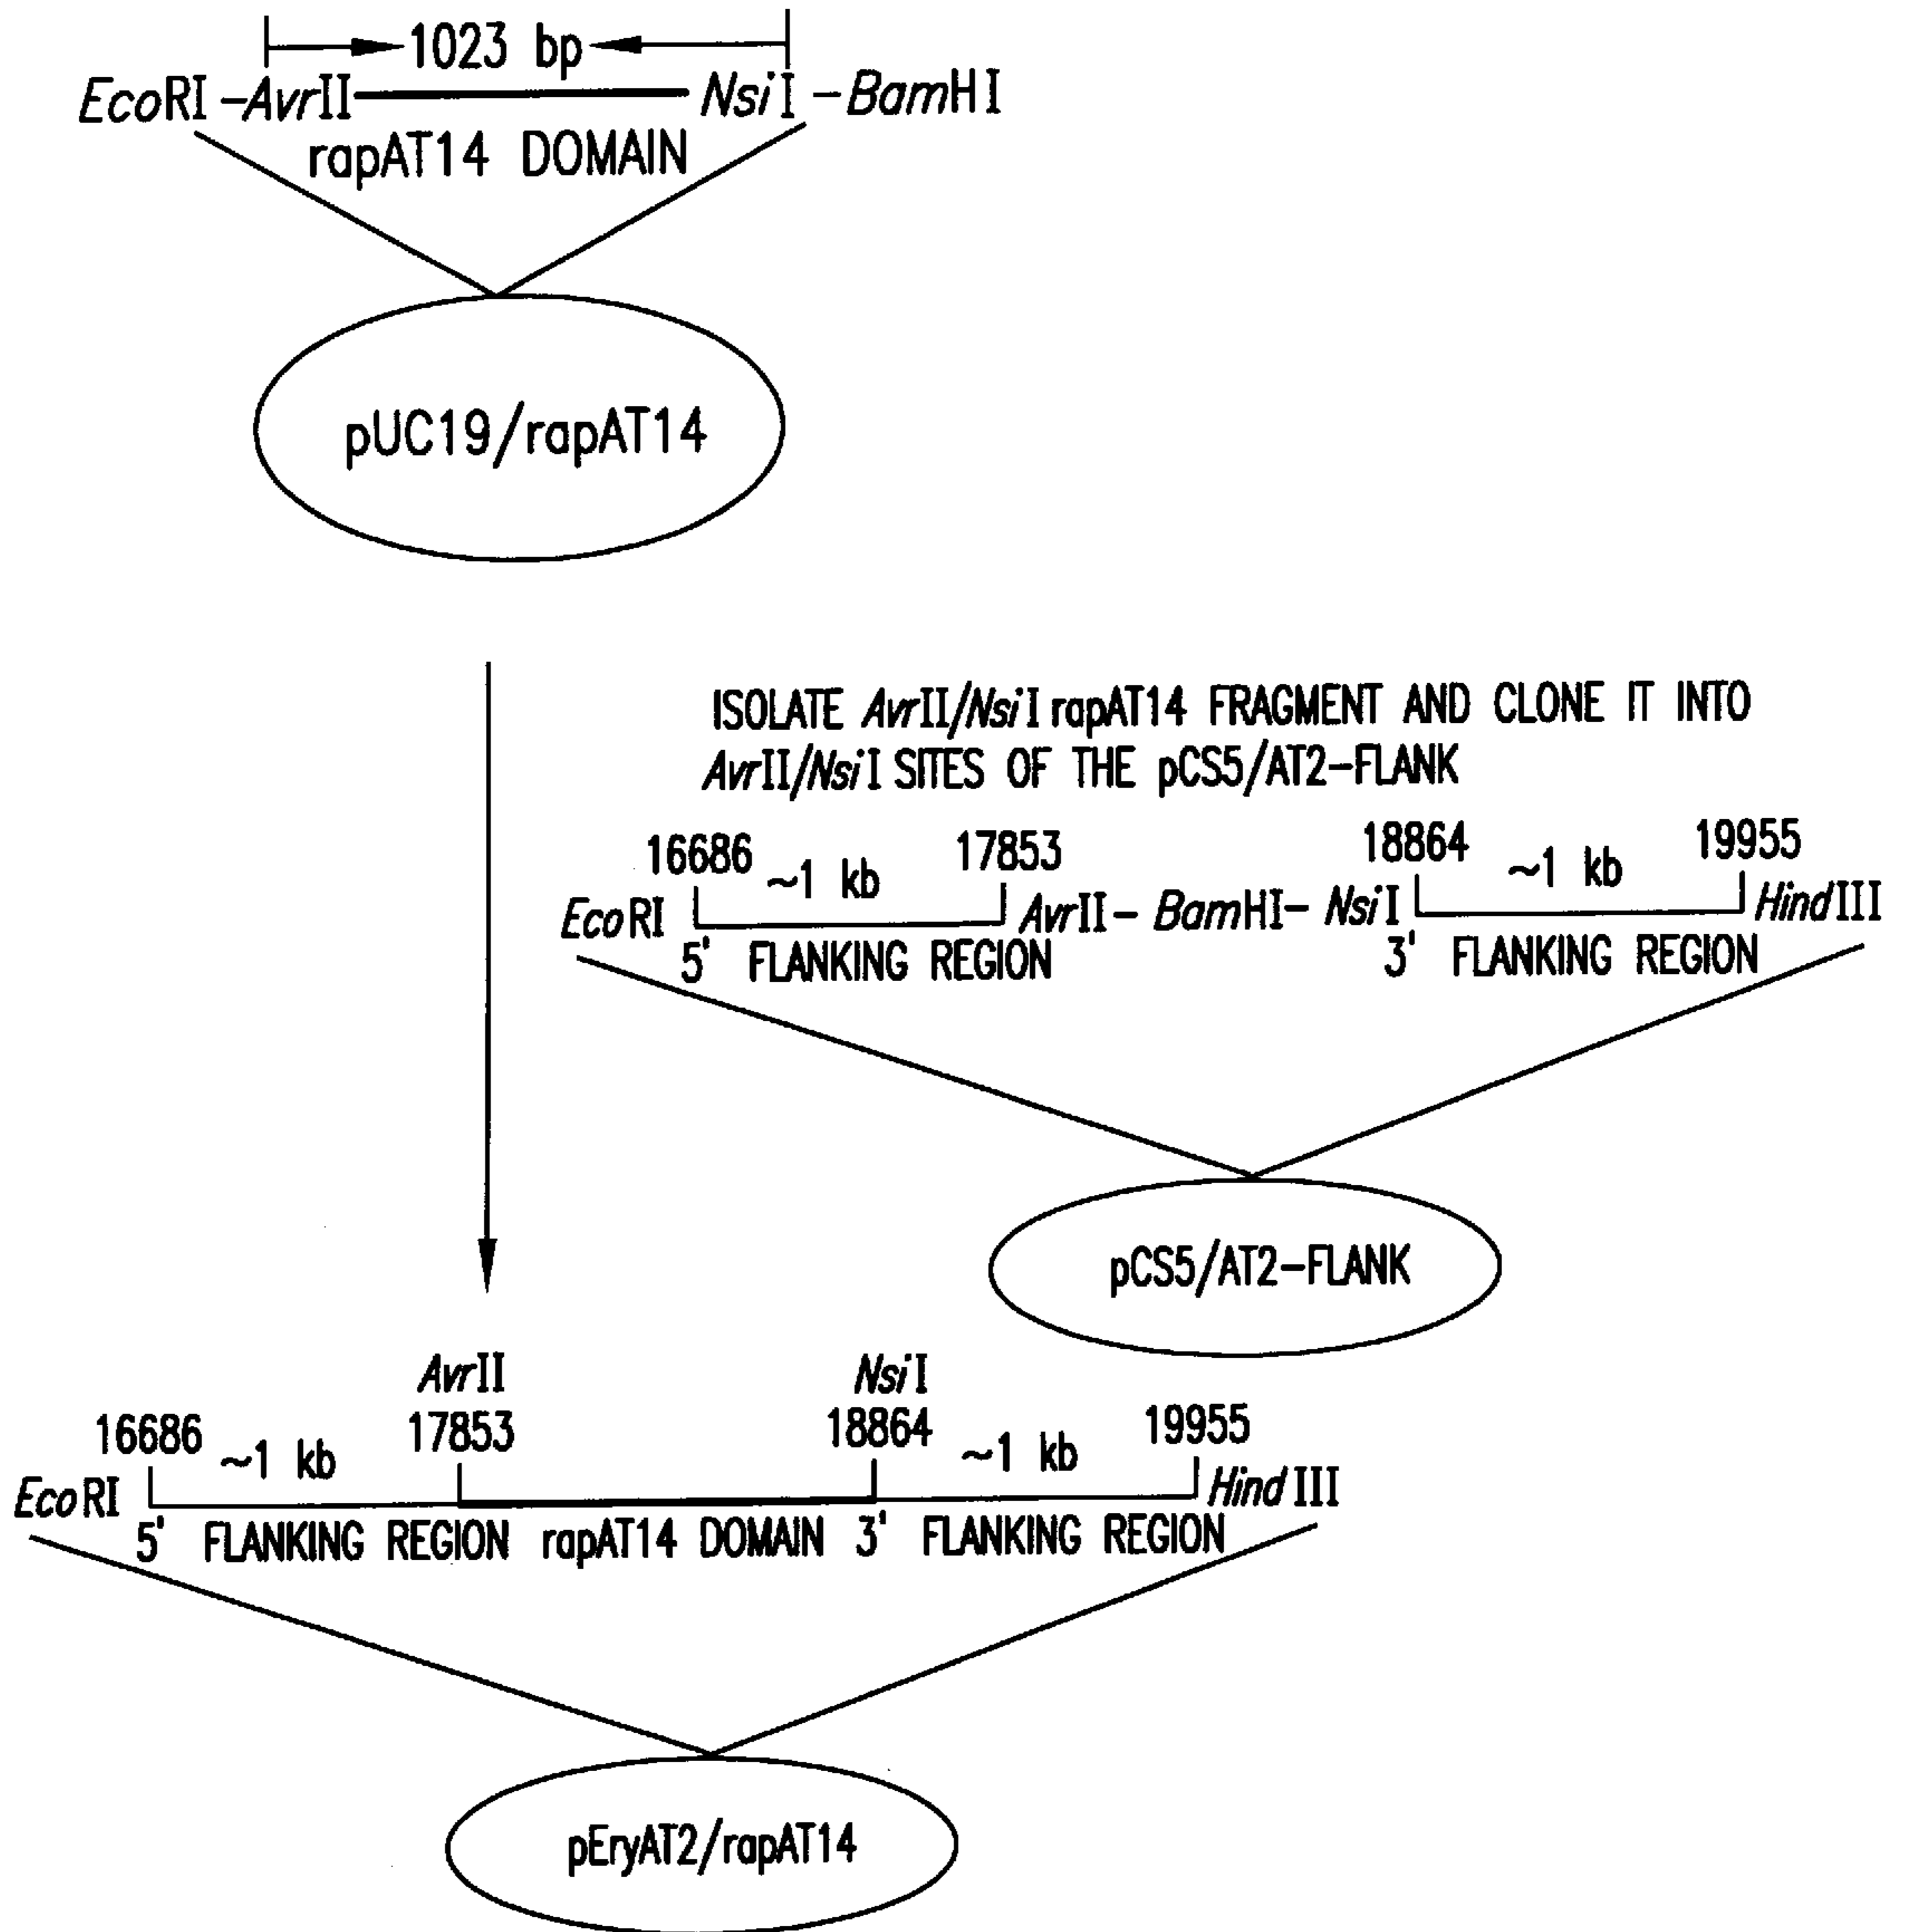 1023 bp
EcoRI-AvrII NsiI-BamHI
rapAT14 DOMAIN
pUC19/rapAT14
ISOLATE AvrII/NsiI rapAT14 FRAGMENT AND CLONE IT INTO
AvrII/NsiI SITES OF THE pCS5/AT2-FLANK
16686 ~1 kb 17853 18864 ~1 kb 19955
EcoRI AvrII- BamHI- NsiI HindIII
5' FLANKING REGION 3' FLANKING REGION
pCS5/AT2-FLANK
AvrII NsiI
16686 ~1 kb 17853 18864 ~1 kb 19955
EcoRI HindIII
5' FLANKING REGION rapAT14 DOMAIN 3' FLANKING REGION
pEryAT2/rapAT14